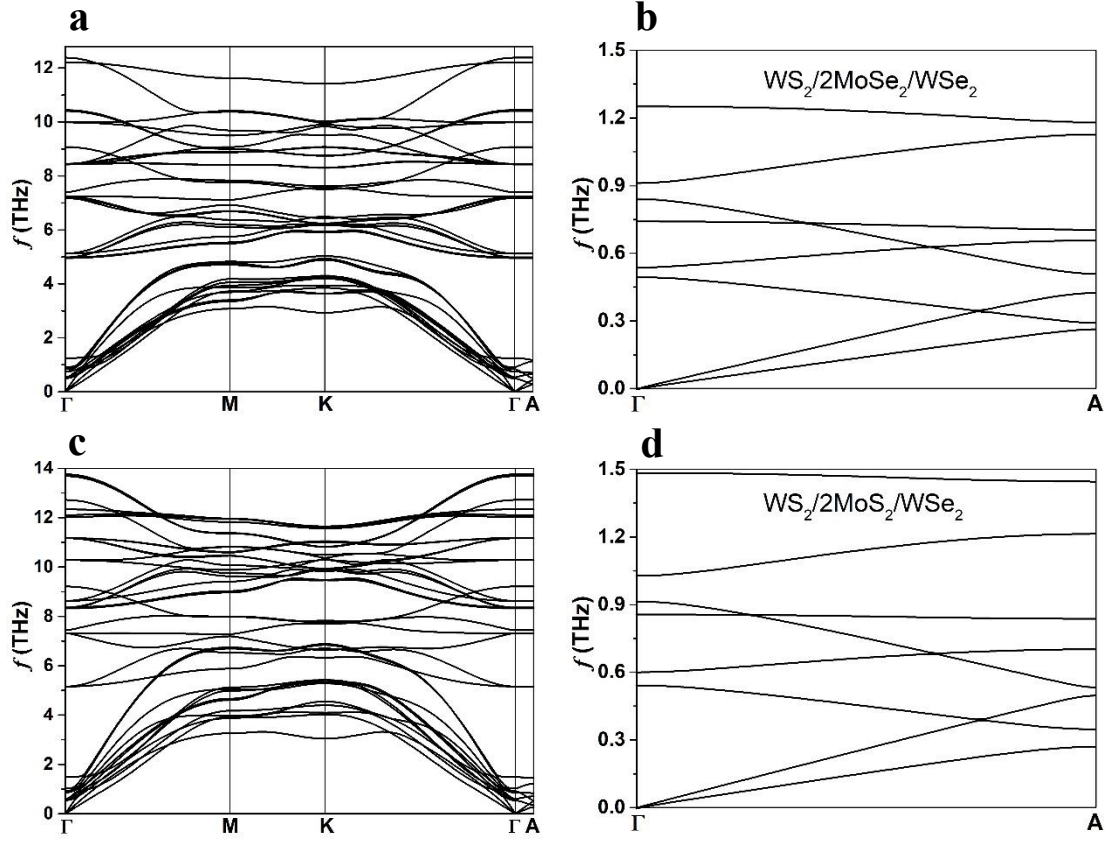 a
b
12
10
8
6
4
2
0
f (THz)
Γ
M
K
Γ
A
1.5
1.2
0.9
0.6
0.3
0.0
f (THz)
WS₂/2MoSe₂/WSe₂
Γ
A
c
d
14
12
10
8
6
4
2
0
f (THz)
Γ
M
K
Γ
A
1.5
1.2
0.9
0.6
0.3
0.0
f (THz)
WS₂/2MoS₂/WSe₂
Γ
A